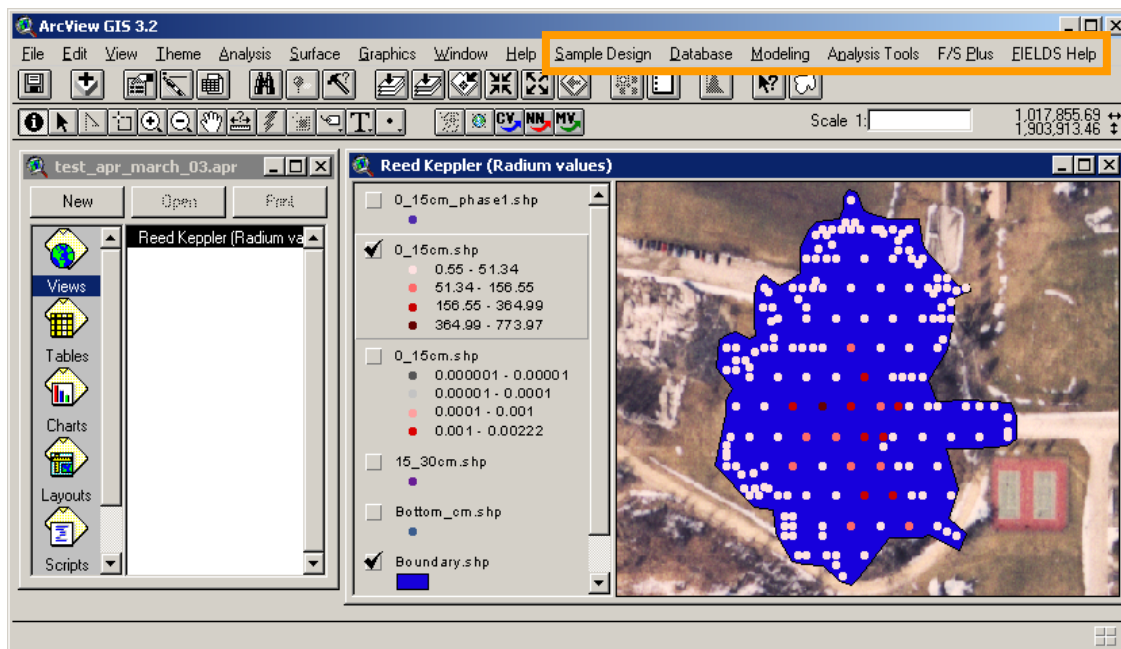 ArcView GIS 3.2
File Edit View Theme Analysis Surface Graphics Window Help Sample Design Database Modeling Analysis Tools F/S Plus FIELDS Help
CV NN MV
Scale 1:
1,017,855.69
1,903,913.46
test_apr_march_03.apr
New Open Print
Reed Keppler (Radium va
Views
Tables
Charts
Layouts
Scripts
Reed Keppler (Radium values)
0_15cm_phase1.shp
0_15cm.shp
0.55 - 51.34
51.34 - 156.55
156.55 - 364.99
364.99 - 773.97
0_15cm.shp
0.000001 - 0.00001
0.00001 - 0.0001
0.0001 - 0.001
0.001 - 0.00222
15_30cm.shp
Bottom_cm.shp
Boundary.shp